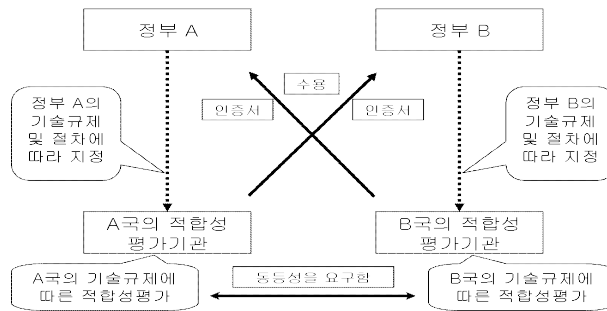 정부 A
정부 B
수용
인증서
인증서
정부 A의
기술규제
및 절차에
따라 지정
정부 B의
기술규제
및 절차에
따라 지정
A국의 적합성
평가기관
B국의 적합성
평가기관
A국의 기술규제에
따른 적합성평가
동등성을 요구함
B국의 기술규제에
따른 적합성평가